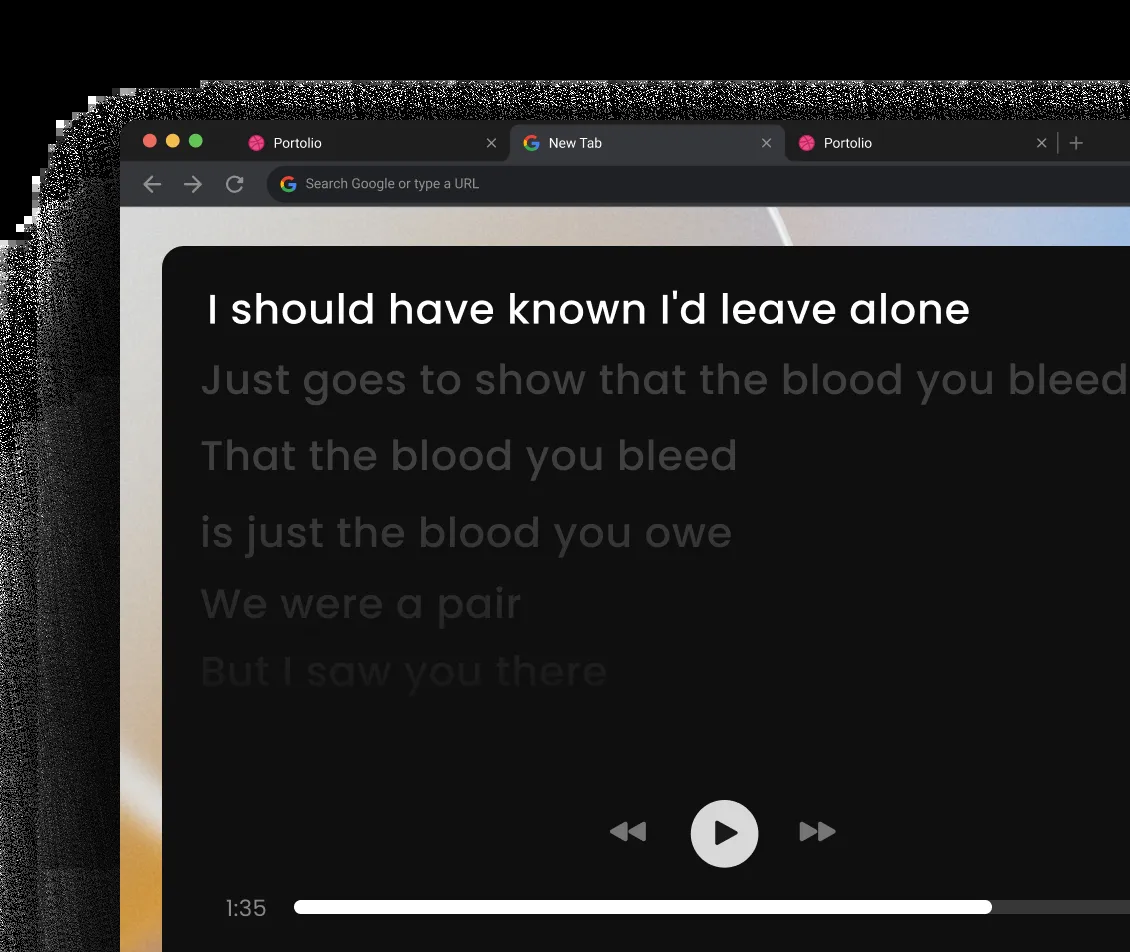 Portolio
New Tab
Portolio
Search Google or type a URL
I should have known I'd leave alone
Just goes to show that the blood you bleed
That the blood you bleed
is just the blood you owe
We were a pair
But I saw you there
1:35